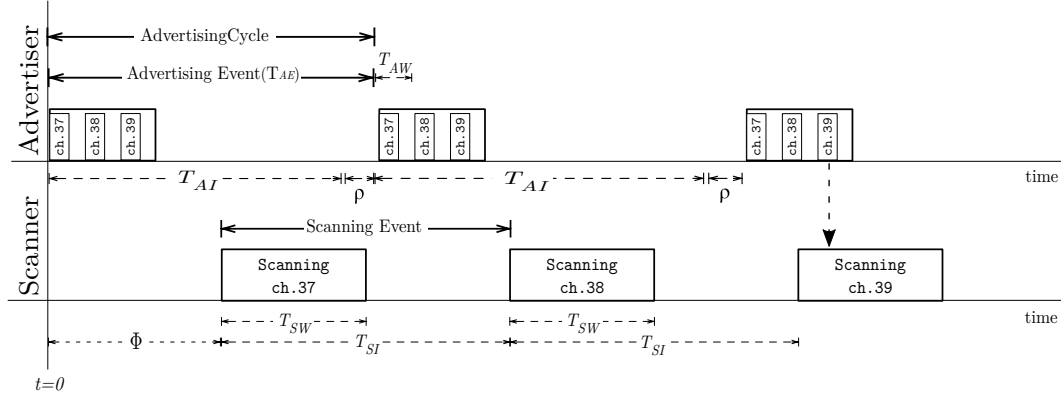 Advertiser
AdvertisingCycle
Advertising Event(TAE)
TAW
ch.37
ch.38
ch.39
ch.37
ch.38
ch.39
ch.37
ch.38
ch.39
TAI
ρ
TAI
ρ
time
Scanner
Scanning Event
Scanning
ch.37
Scanning
ch.38
Scanning
ch.39
time
TSW
TSW
Φ
TSI
TSI
t=0